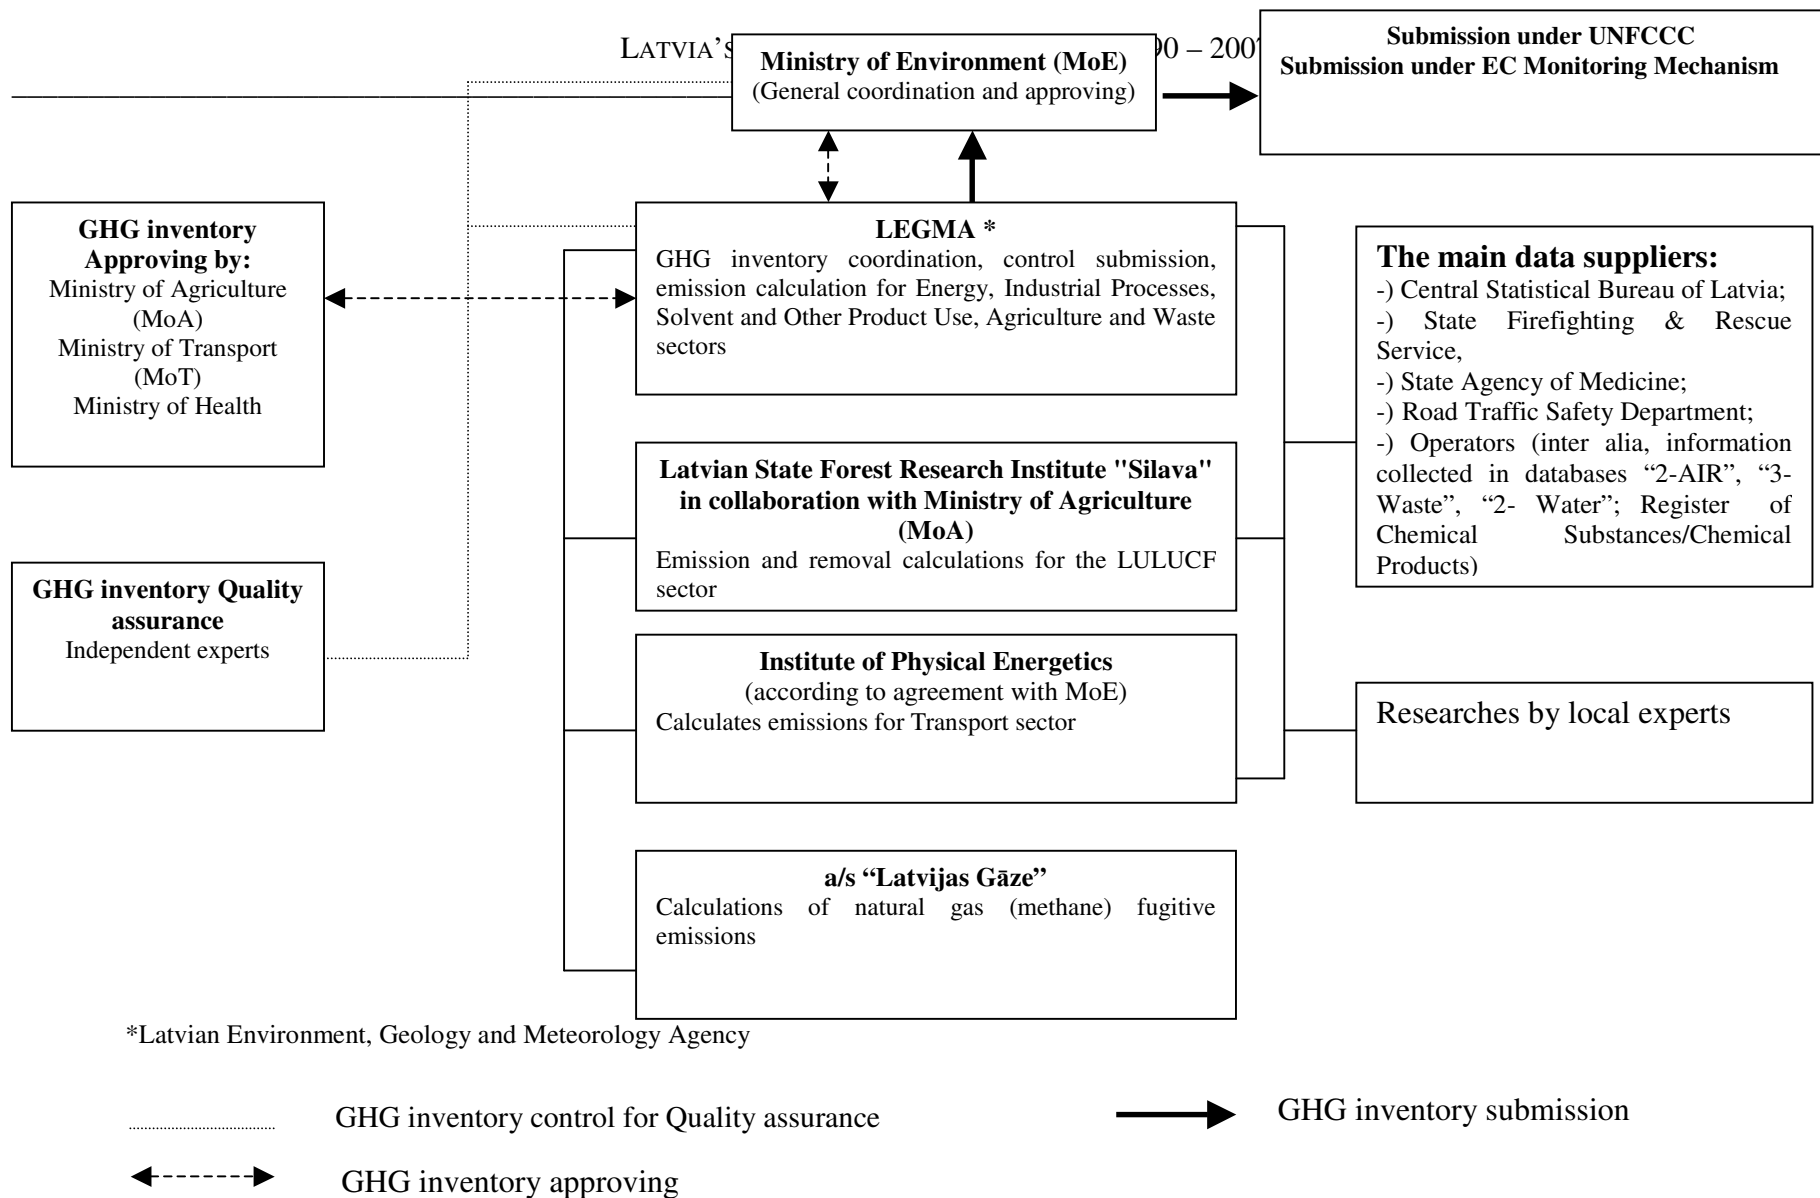 LATVIA'S
90 – 2007
Ministry of Environment (MoE)
(General coordination and approving)
Submission under UNFCCC
Submission under EC Monitoring Mechanism
GHG inventory
Approving by:
Ministry of Agriculture
(MoA)
Ministry of Transport
(MoT)
Ministry of Health
GHG inventory Quality
assurance
Independent experts
LEGMA *
GHG inventory coordination, control submission,
emission calculation for Energy, Industrial Processes,
Solvent and Other Product Use, Agriculture and Waste
sectors
Latvian State Forest Research Institute "Silava"
in collaboration with Ministry of Agriculture
(MoA)
Emission and removal calculations for the LULUCF
sector
Institute of Physical Energetics
(according to agreement with MoE)
Calculates emissions for Transport sector
a/s “Latvijas Gāze”
Calculations of natural gas (methane) fugitive
emissions
The main data suppliers:
-) Central Statistical Bureau of Latvia;
-) State Firefighting & Rescue
Service,
-) State Agency of Medicine;
-) Road Traffic Safety Department;
-) Operators (inter alia, information
collected in databases “2-AIR”, “3-
Waste”, “2- Water”; Register of
Chemical Substances/Chemical
Products)
Researches by local experts
*Latvian Environment, Geology and Meteorology Agency
GHG inventory control for Quality assurance
GHG inventory submission
GHG inventory approving